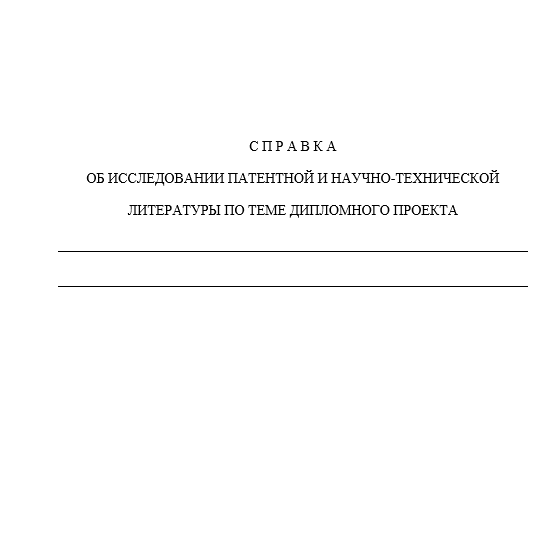 С П Р А В К А
ОБ ИССЛЕДОВАНИИ ПАТЕНТНОЙ И НАУЧНО-ТЕХНИЧЕСКОЙ
ЛИТЕРАТУРЫ ПО ТЕМЕ ДИПЛОМНОГО ПРОЕКТА